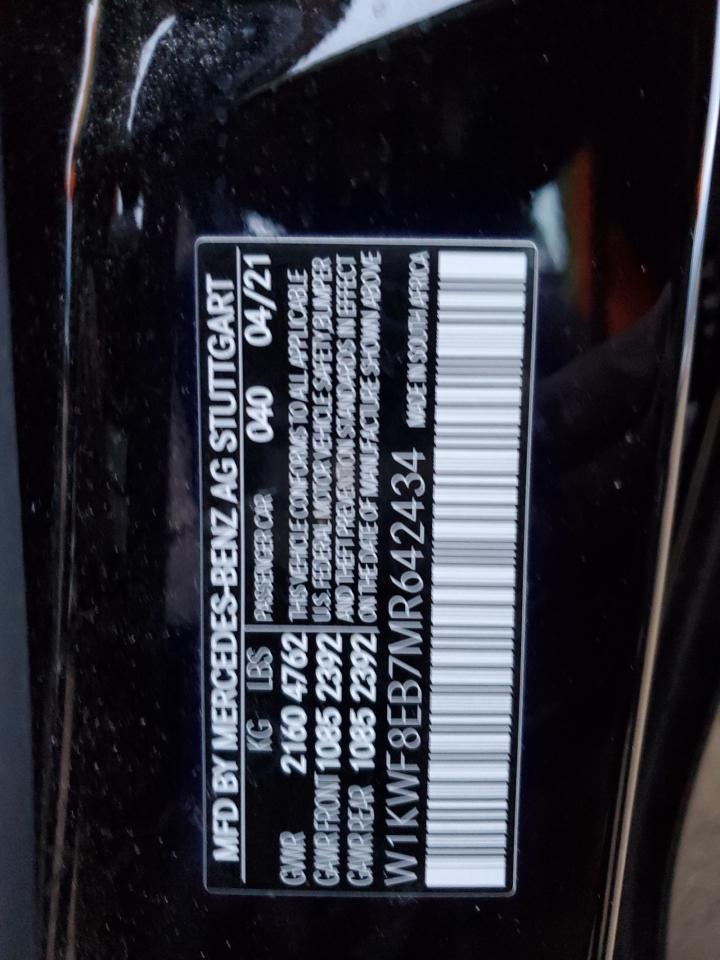 MFD BY MERCEDES-BENZ AG STUTTGART
KG LBS PASSENGER CAR 040 04/21
GWR 2160 4762 THIS VEHICLE CONFORMS TO ALL APPLICABLE
GAWR FRONT 1085 2392 U.S. FEDERAL MOTOR VEHICLE SAFETY, BUMPER
GAWR REAR 1085 2392 AND THEFT PREVENTION STANDARDS IN EFFECT
ON THE DATE OF MANUFACTURE SHOWN ABOVE
W1KWF8EB7MR642434 MADE IN SOUTH AFRICA